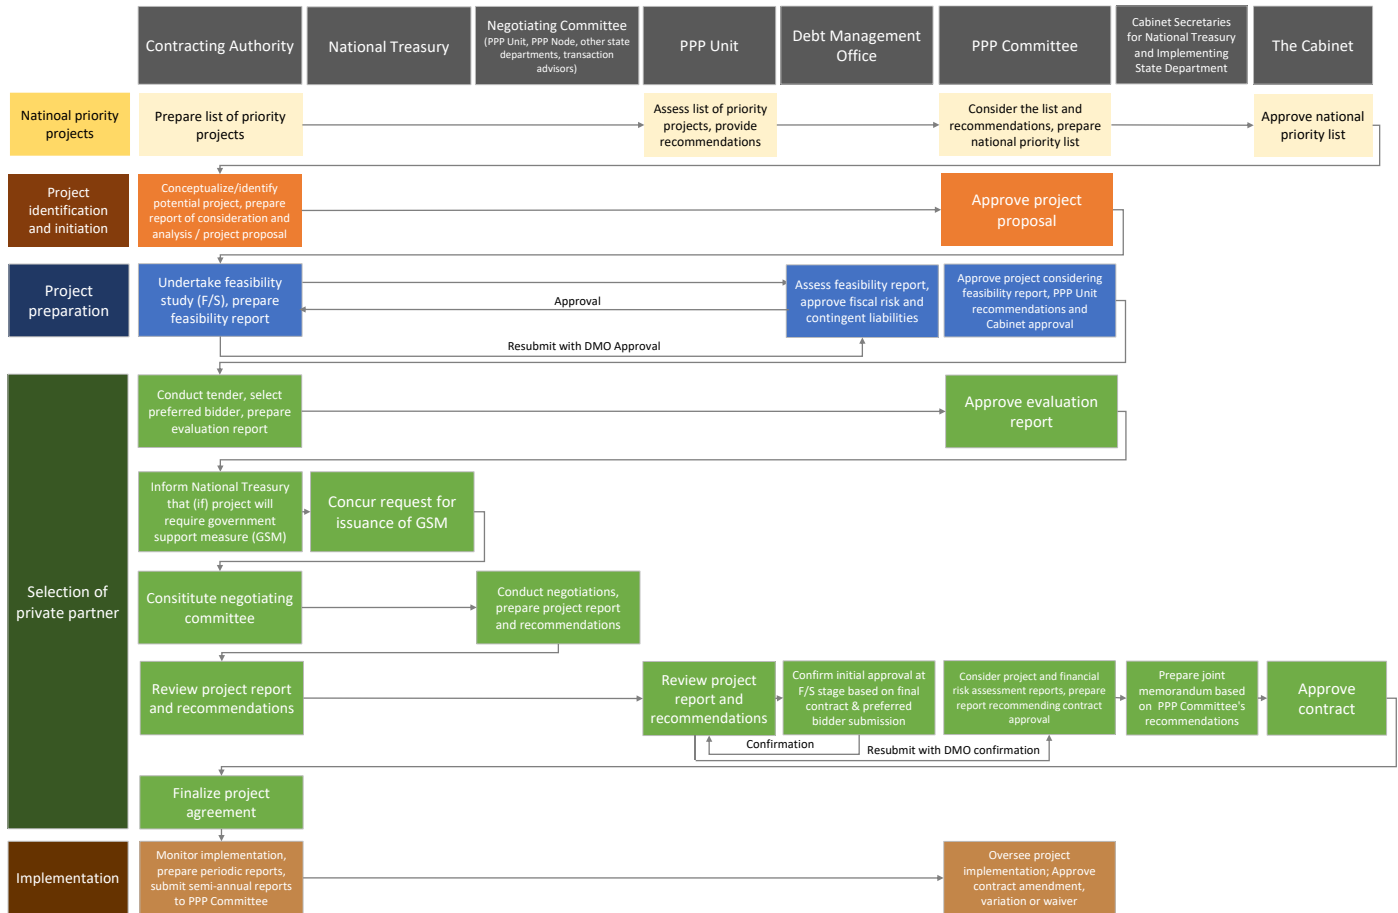 Contracting Authority
National Treasury
Negotiating Committee
(PPP Unit, PPP Node, other state
departments, transaction
advisors)
PPP Unit
Debt Management
Office
PPP Committee
Cabinet Secretaries
for National Treasury
and Implementing
State Department
The Cabinet
Natinoal priority
projects
Prepare list of priority
projects
Assess list of priority
projects, provide
recommendations
Consider the list and
recommendations, prepare
national priority list
Approve national
priority list
Project
identification
and initiation
Conceptualize/identify
potential project, prepare
report of consideration and
analysis / project proposal
Approve project
proposal
Project
preparation
Undertake feasibility
study (F/S), prepare
feasibility report
Approval
Assess feasibility report,
approve fiscal risk and
contingent liabilities
Approve project considering
feasibility report, PPP Unit
recommendations and
Cabinet approval
Resubmit with DMO Approval
Selection of
private partner
Conduct tender, select
preferred bidder, prepare
evaluation report
Approve evaluation
report
Inform National Treasury
that (if) project will
require government
support measure (GSM)
Concur request for
issuance of GSM
Consititute negotiating
committee
Conduct negotiations,
prepare project report
and recommendations
Review project report
and recommendations
Review project
report and
recommendations
Confirm initial approval at
F/S stage based on final
contract & preferred
bidder submission
Consider project and financial
risk assessment reports, prepare
report recommending contract
approval
Prepare joint
memorandum based
on PPP Committee's
recommendations
Approve
contract
Confirmation
Resubmit with DMO confirmation
Finalize project
agreement
Implementation
Monitor implementation,
prepare periodic reports,
submit semi-annual reports
to PPP Committee
Oversee project
implementation; Approve
contract amendment,
variation or waiver